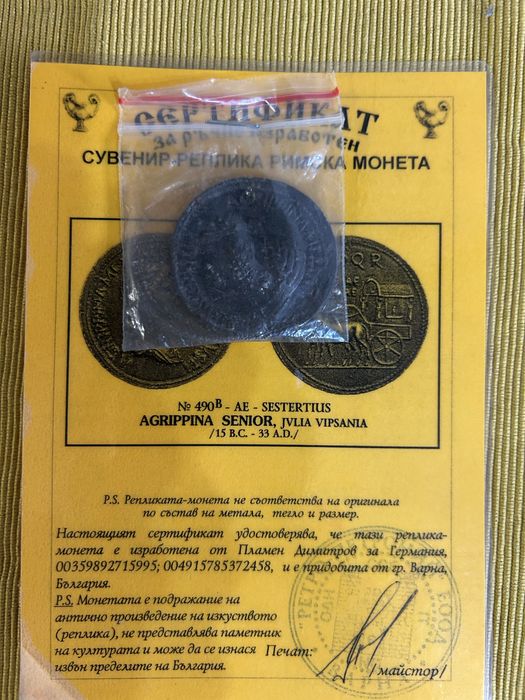 СЕРТИФИКАТ
ЗА РЪЧНО ИЗРАБОТЕН
СУВЕНИР-РЕПЛИКА РИМСКА МОНЕТА
SPQR
№ 490В - AE - SESTERTIUS
AGRIPPINA SENIOR, JVLIA VIPSANIA
/15 B.C. - 33 A.D./
P.S. Репликата-монета не съответства на оригинала
по състав на метала, тегло и размер.
Настоящият сертификат удостоверява, че тази реплика-
монета е изработена от Пламен Димитров за Германия,
00359892715995; 004915785372458, и е придобита от гр. Варна,
България.
P.S. Монетата е подражание на
антично произведение на изкуството
(реплика), не представлява паметник
на културата и може да се изнася
извън пределите на България.
Печат:
/майстор/